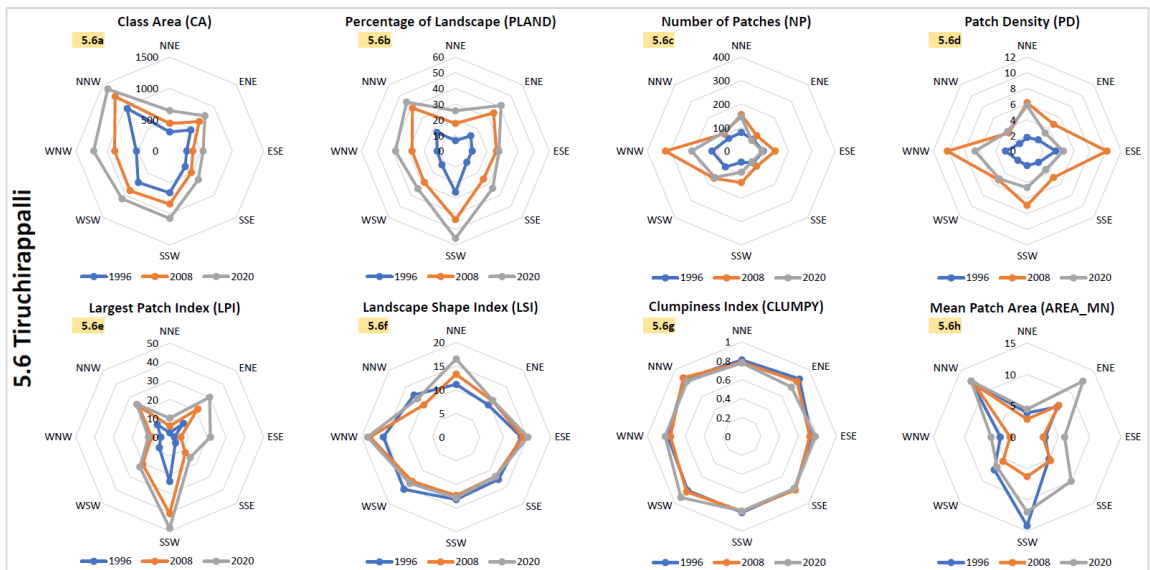 5.6 Tiruchirappalli
Class Area (CA)
5.6a
NNE
1500
1000
500
0
ENE
ESE
SSE
SSW
WSW
WNW
NNW
1996 2008 2020
Percentage of Landscape (PLAND)
5.6b
NNE
60
50
40
30
20
10
0
ENE
ESE
SSE
SSW
WSW
WNW
NNW
1996 2008 2020
Number of Patches (NP)
5.6c
NNE
400
300
200
100
0
ENE
ESE
SSE
SSW
WSW
WNW
NNW
1996 2008 2020
Patch Density (PD)
5.6d
NNE
12
10
8
6
4
2
0
ENE
ESE
SSE
SSW
WSW
WNW
NNW
1996 2008 2020
Largest Patch Index (LPI)
5.6e
NNE
50
40
30
20
10
0
ENE
ESE
SSE
SSW
WSW
WNW
NNW
1996 2008 2020
Landscape Shape Index (LSI)
5.6f
NNE
20
15
10
5
0
ENE
ESE
SSE
SSW
WSW
WNW
NNW
1996 2008 2020
Clumpiness Index (CLUMPY)
5.6g
NNE
1
0.8
0.6
0.4
0.2
0
ENE
ESE
SSE
SSW
WSW
WNW
NNW
1996 2008 2020
Mean Patch Area (AREA_MN)
5.6h
NNE
15
10
5
0
ENE
ESE
SSE
SSW
WSW
WNW
NNW
1996 2008 2020